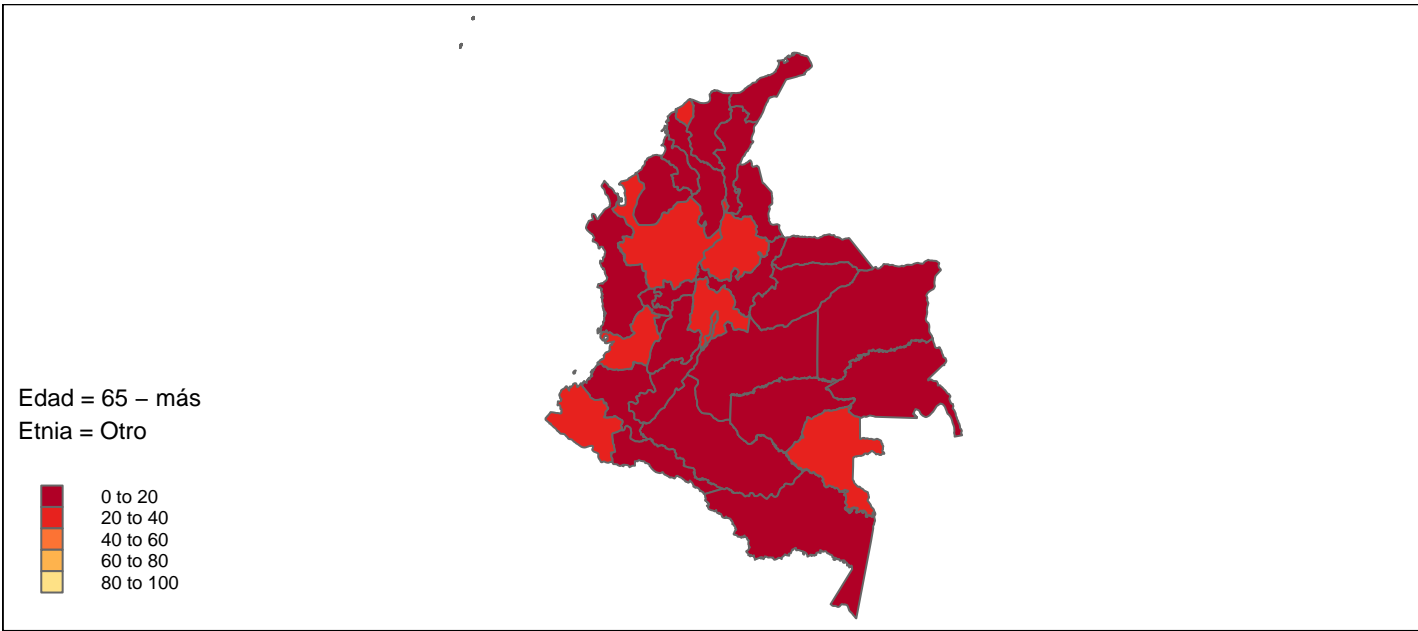 Edad = 65 − más
Etnia = Otro
0 to 20
20 to 40
40 to 60
60 to 80
80 to 100